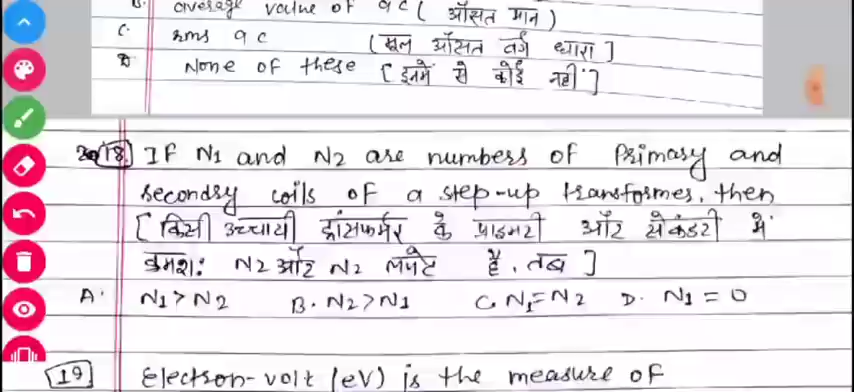 B. average value of ac ( औसत मान )
C. rms ac ( मूल औसत वर्ग धारा ]
D None of these [ इनमें से कोई नहीं ]
18. If N1 and N2 are numbers of Primary and
secondry coils of a step-up transformer, then
[ किसी उच्चायी ट्रांसफर्मर के प्राइमरी और सेकंडरी में
क्रमश: N2 और N2 लपेटे है, तब ]
A. N1 > N2 B. N2 > N1 C. N1 = N2 D. N1 = 0
19 Electron-volt (eV) is the measure of